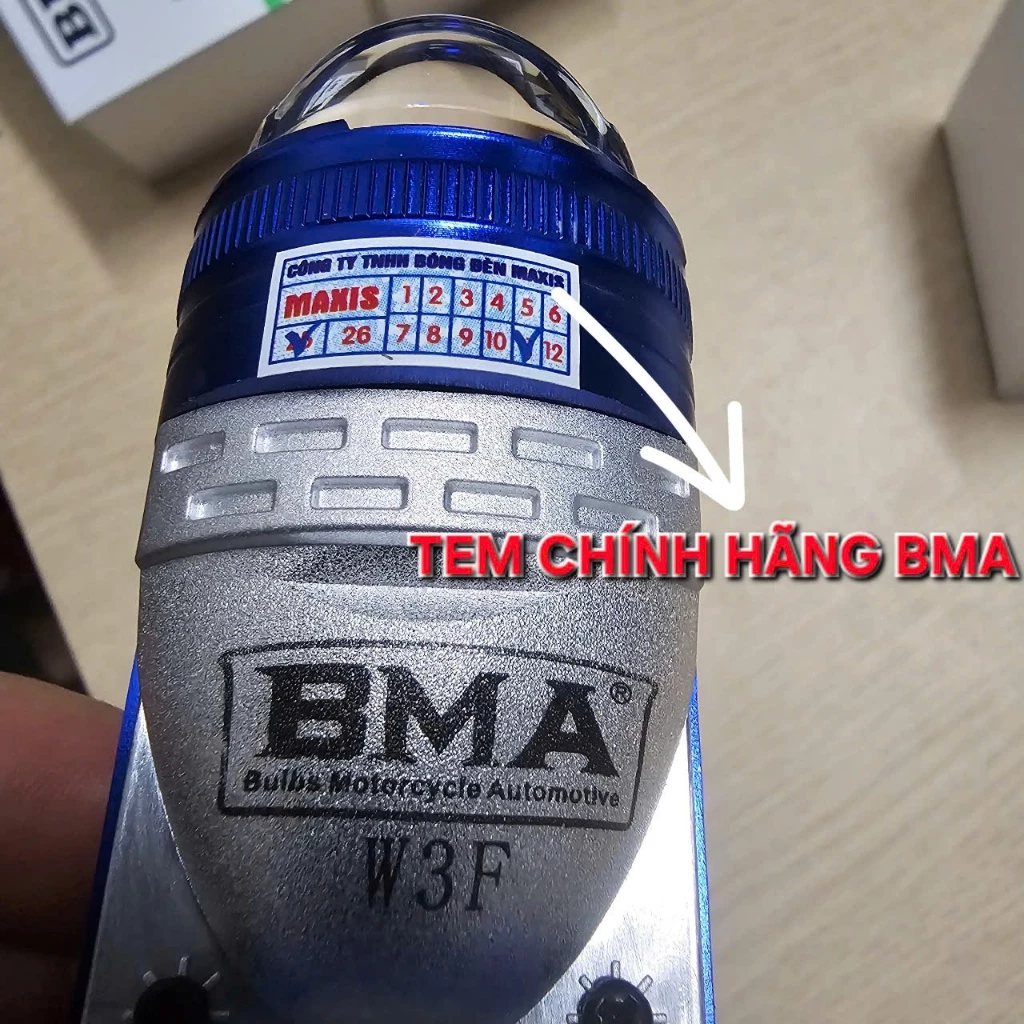 CÔNG TY TNHH BÓNG ĐÈN MAXIS
MAXIS 1 2 3 4 5 6
26 7 8 9 10 12
TEM CHÍNH HÃNG BMA
BMA®
Bulbs Motorcycle Automotive
W3F